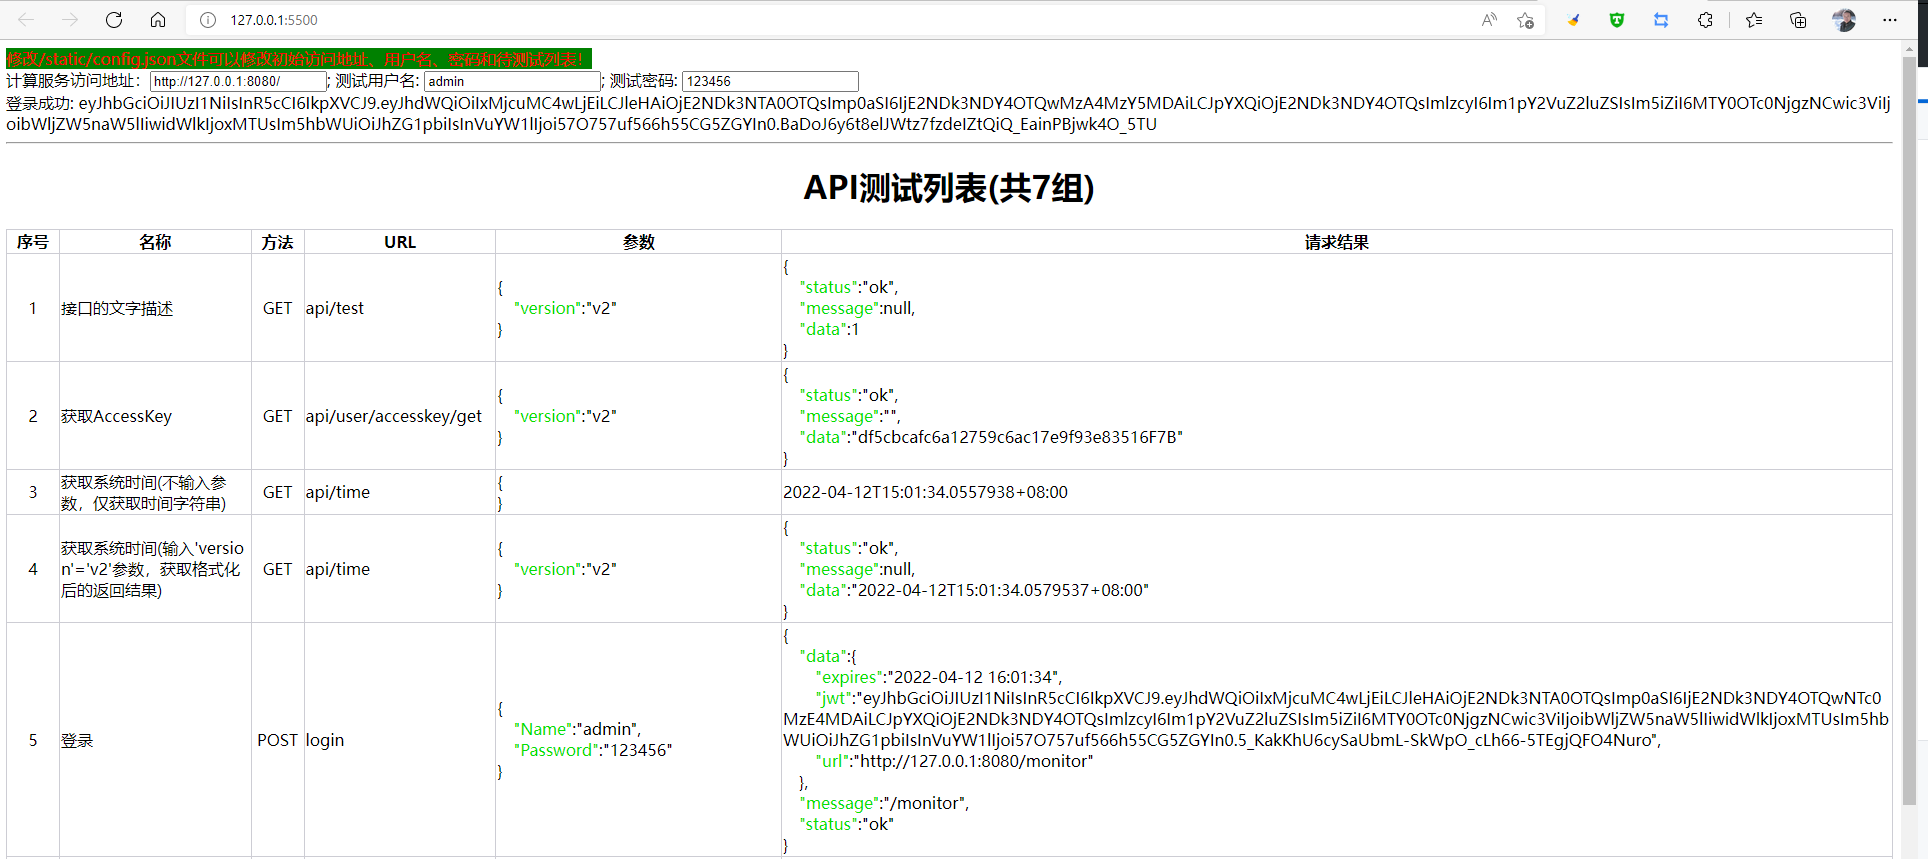 127.0.0.1:5500
修改/static/config.json文件可以修改初始访问地址、用户名、密码和待测试列表!
计算服务访问地址: http://127.0.0.1:8080/ ; 测试用户名: admin ; 测试密码: 123456
登录成功: eyJhbGciOiJIUzI1NiIsInR5cCI6IkpXVCJ9.eyJhdWQiOiIxMjcuMC4wLjEiLCJleHAiOjE2NDk3NTA0OTQsImp0aSI6IjE2NDk3NDY4OTQwMzA4MzY5MDAiLCJpYXQiOjE2NDk3NDY4OTQsImlzcyI6Im1pY2VuZ2luZSIsIm5iZiI6MTY0OTc0NjgzNCwic3ViIj
oibWljZW5naW5lIiwidWlkIjoxMTUsIm5hbWUiOiJhZG1pbiIsInVuYW1lIjoi57O757uf566h55CG5ZGYIn0.BaDoJ6y6t8elJWtz7fzdeIZtQiQ_EainPBjwk4O_5TU
API测试列表(共7组)
序号 名称 方法 URL 参数 请求结果
1 接口的文字描述 GET api/test
{
"version":"v2"
}
{
"status":"ok",
"message":null,
"data":1
}
2 获取AccessKey GET api/user/accesskey/get
{
"version":"v2"
}
{
"status":"ok",
"message":"",
"data":"df5cbcafc6a12759c6ac17e9f93e83516F7B"
}
3
获取系统时间(不输入参
数，仅获取时间字符串)
GET api/time
{
}
2022-04-12T15:01:34.0557938+08:00
4
获取系统时间(输入'versio
n'='v2'参数，获取格式化
后的返回结果)
GET api/time
{
"version":"v2"
}
{
"status":"ok",
"message":null,
"data":"2022-04-12T15:01:34.0579537+08:00"
}
5 登录 POST login
{
"Name":"admin",
"Password":"123456"
}
{
"data":{
"expires":"2022-04-12 16:01:34",
"jwt":"eyJhbGciOiJIUzI1NiIsInR5cCI6IkpXVCJ9.eyJhdWQiOiIxMjcuMC4wLjEiLCJleHAiOjE2NDk3NTA0OTQsImp0aSI6IjE2NDk3NDY4OTQwNTc0
MzE4MDAiLCJpYXQiOjE2NDk3NDY4OTQsImlzcyI6Im1pY2VuZ2luZSIsIm5iZiI6MTY0OTc0NjgzNCwic3ViIjoibWljZW5naW5lIiwidWlkIjoxMTUsIm5hb
WUiOiJhZG1pbiIsInVuYW1lIjoi57O757uf566h55CG5ZGYIn0.5_KakKhU6cySaUbmL-SkWpO_cLh66-5TEgjQFO4Nuro",
"url":"http://127.0.0.1:8080/monitor"
},
"message":"/monitor",
"status":"ok"
}